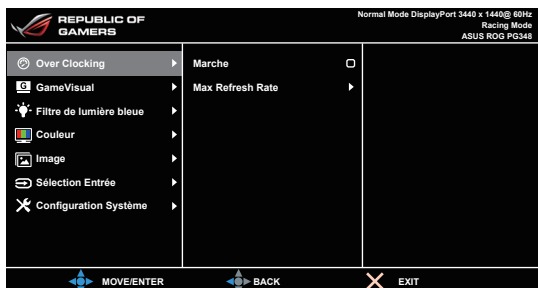 REPUBLIC OF
GAMERS
Normal Mode DisplayPort 3440 x 1440@ 60Hz
Racing Mode
ASUS ROG PG348
Over Clocking
GameVisual
Filtre de lumière bleue
Couleur
Image
Sélection Entrée
Configuration Système
Marche
Max Refresh Rate
MOVE/ENTER
BACK
EXIT